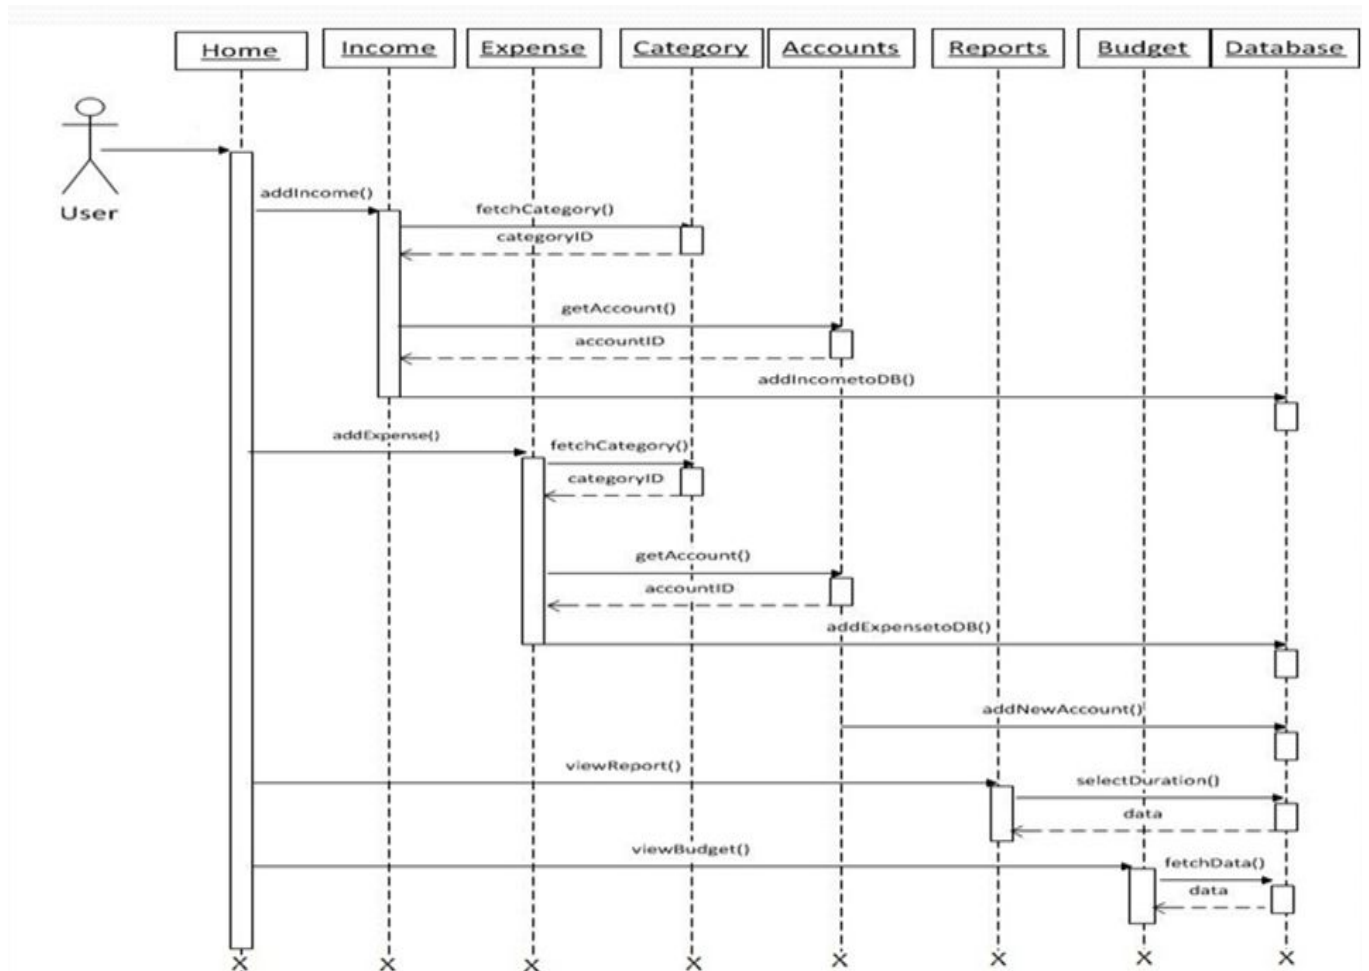 Home Income Expense Category Accounts Reports Budget Database
User
addIncome()
fetchCategory()
categoryID
getAccount()
accountID
addIncometoDB()
addExpense()
fetchCategory()
categoryID
getAccount()
accountID
addExpensetoDB()
addNewAccount()
viewReport()
selectDuration()
data
viewBudget()
fetchData()
data
X X X X X X X X